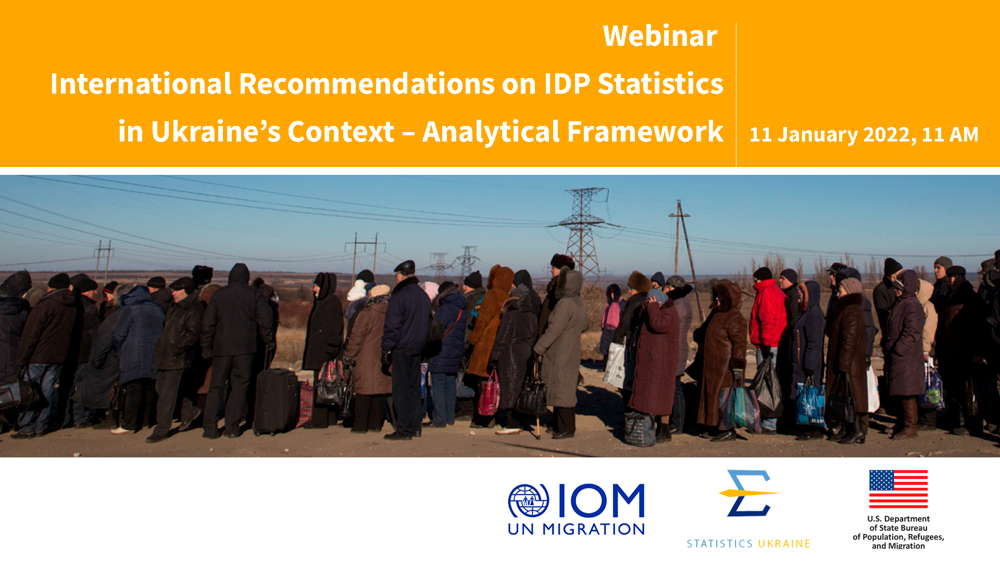 Webinar
International Recommendations on IDP Statistics
in Ukraine’s Context – Analytical Framework
11 January 2022, 11 AM
IOM
UN MIGRATION
STATISTICS UKRAINE
U.S. Department
of State Bureau
of Population, Refugees,
and Migration